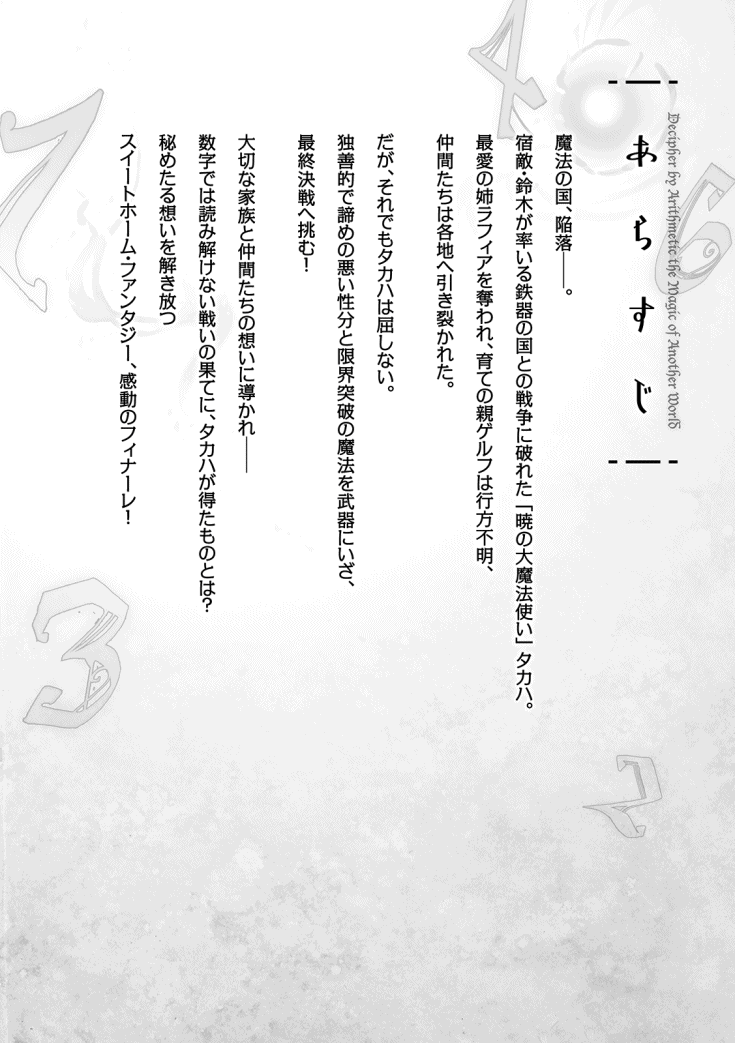 Decipher by Arithmetic the Magic of Another World
あらすじ
魔法の国、陥落――。
宿敵・鈴木が率いる鉄器の国との戦争に破れた「暁の大魔法使い」タカハ。
最愛の姉ラフィアを奪われ、育ての親ゲルフは行方不明、
仲間たちは各地へ引き裂かれた。
だが、それでもタカハは屈しない。
独善的で諦めの悪い性分と限界突破の魔法を武器にいざ、
最終決戦へ挑む！
大切な家族と仲間たちの想いに導かれ――
数字では読み解けない戦いの果てに、タカハが得たものとは？
秘めたる想いを解き放つ
スイートホーム・ファンタジー、感動のフィナーレ！
4
6
7
3
2